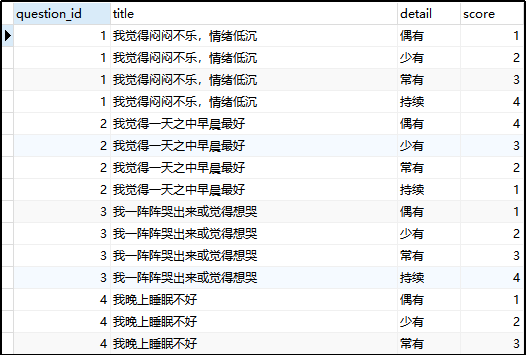 question_id title detail score
1 我觉得闷闷不乐，情绪低沉 偶有 1
1 我觉得闷闷不乐，情绪低沉 少有 2
1 我觉得闷闷不乐，情绪低沉 常有 3
1 我觉得闷闷不乐，情绪低沉 持续 4
2 我觉得一天之中早晨最好 偶有 4
2 我觉得一天之中早晨最好 少有 3
2 我觉得一天之中早晨最好 常有 2
2 我觉得一天之中早晨最好 持续 1
3 我一阵阵哭出来或觉得想哭 偶有 1
3 我一阵阵哭出来或觉得想哭 少有 2
3 我一阵阵哭出来或觉得想哭 常有 3
3 我一阵阵哭出来或觉得想哭 持续 4
4 我晚上睡眠不好 偶有 1
4 我晚上睡眠不好 少有 2
4 我晚上睡眠不好 常有 3